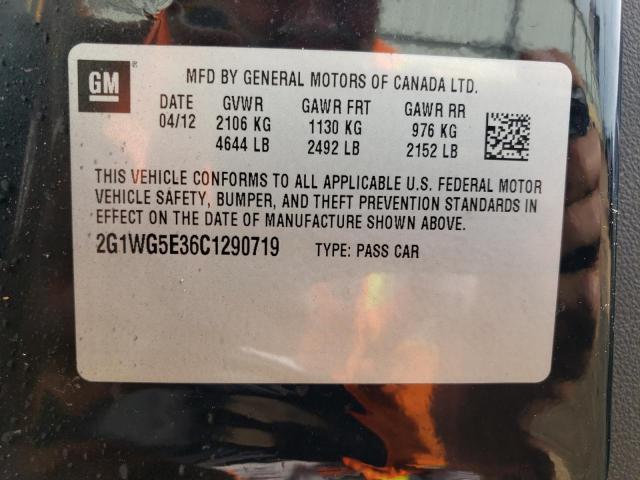 GM ®
MFD BY GENERAL MOTORS OF CANADA LTD.
DATE GVWR GAWR FRT GAWR RR
04/12 2106 KG 1130 KG 976 KG
4644 LB 2492 LB 2152 LB
THIS VEHICLE CONFORMS TO ALL APPLICABLE U.S. FEDERAL MOTOR
VEHICLE SAFETY, BUMPER, AND THEFT PREVENTION STANDARDS IN
EFFECT ON THE DATE OF MANUFACTURE SHOWN ABOVE.
2G1WG5E36C1290719 TYPE: PASS CAR